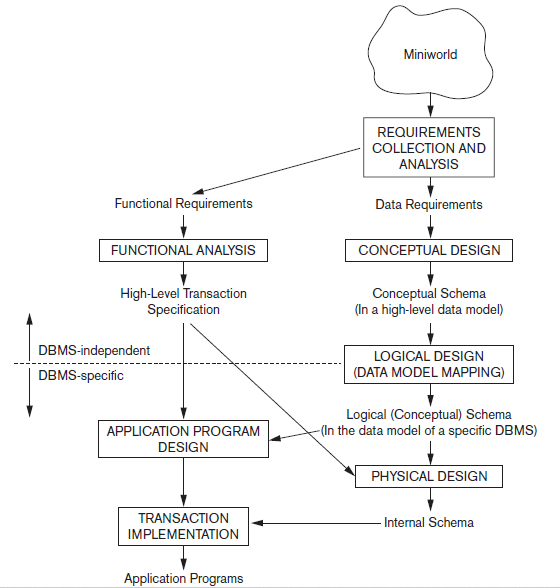 Miniworld
REQUIREMENTS
COLLECTION AND
ANALYSIS
Functional Requirements
Data Requirements
FUNCTIONAL ANALYSIS
CONCEPTUAL DESIGN
High-Level Transaction
Specification
Conceptual Schema
(In a high-level data model)
DBMS-independent
DBMS-specific
LOGICAL DESIGN
(DATA MODEL MAPPING)
Logical (Conceptual) Schema
(In the data model of a specific DBMS)
APPLICATION PROGRAM
DESIGN
PHYSICAL DESIGN
TRANSACTION
IMPLEMENTATION
Internal Schema
Application Programs